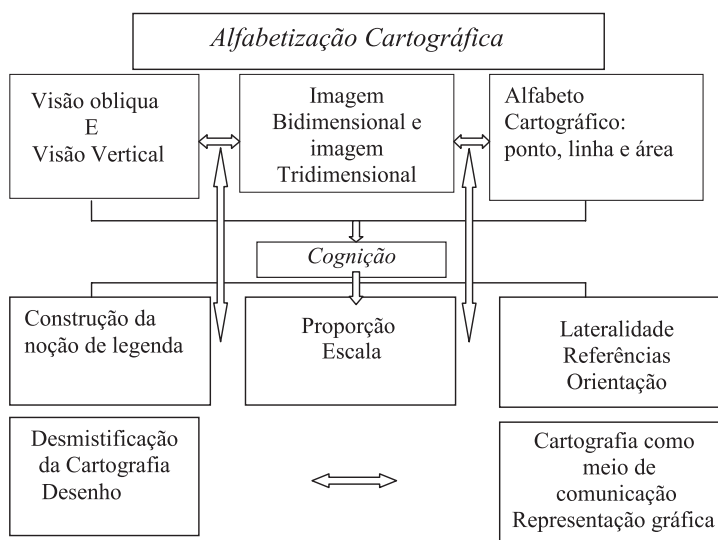 Alfabetização Cartográfica
Visão obliqua
E
Visão Vertical
Imagem
Bidimensional e
imagem
Tridimensional
Alfabeto
Cartográfico:
ponto, linha e área
Cognição
Construção da
noção de legenda
Proporção
Escala
Lateralidade
Referências
Orientação
Desmistificação
da Cartografia
Desenho
Cartografia como
meio de
comunicação
Representação gráfica